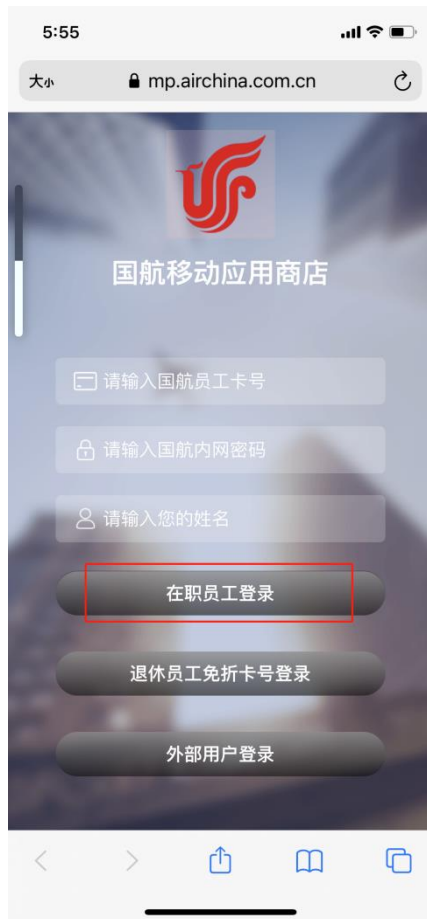 5:55
大小
mp.airchina.com.cn
国航移动应用商店
请输入国航员工卡号
请输入国航内网密码
请输入您的姓名
在职员工登录
退休员工免折卡号登录
外部用户登录